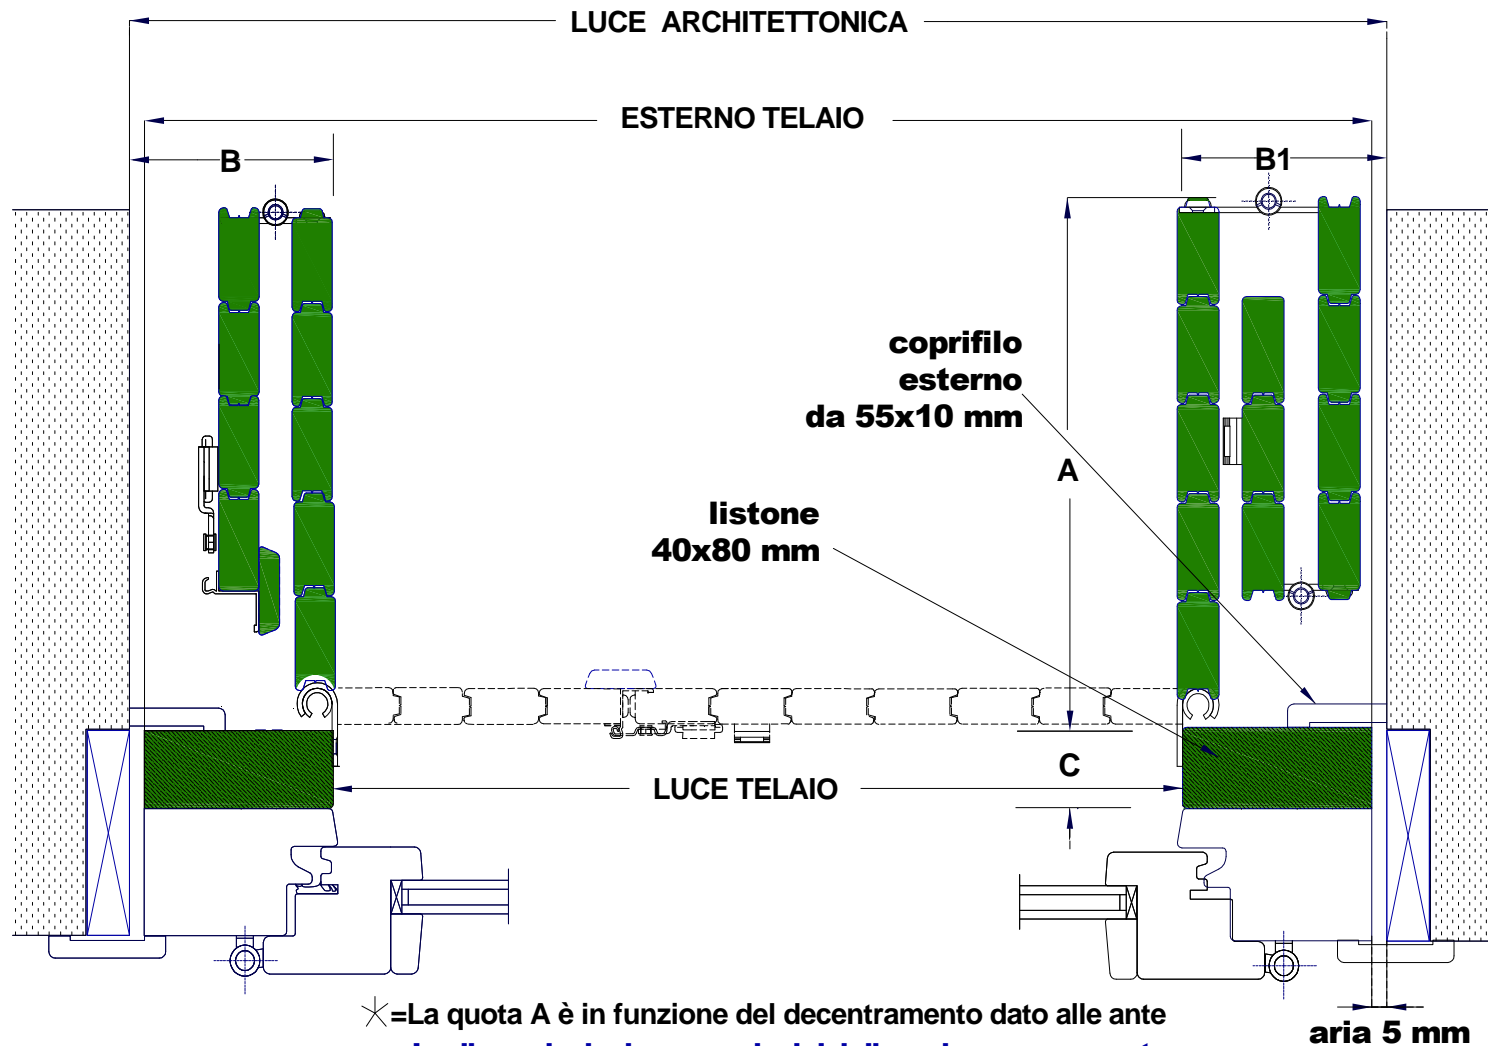 LUCE ARCHITETTONICA
ESTERNO TELAIO
B
B1
coprifilo
esterno
da 55x10 mm
A
listone
40x80 mm
C
LUCE TELAIO
=La quota A è in funzione del decentramento dato alle ante
aria 5 mm